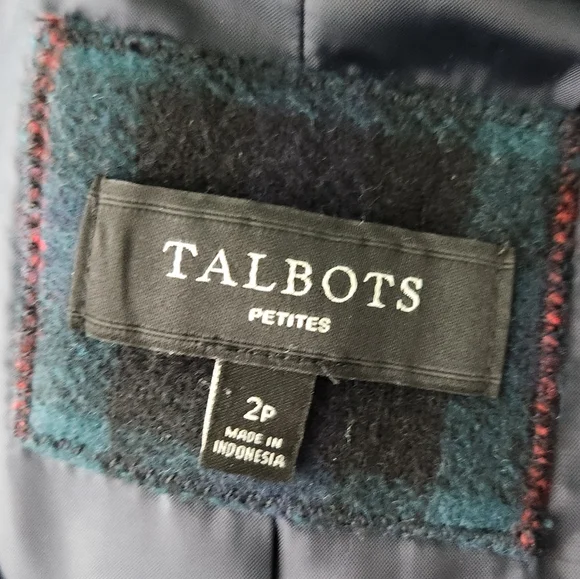 TALBOTS
PETITES
2P
MADE IN
INDONESIA